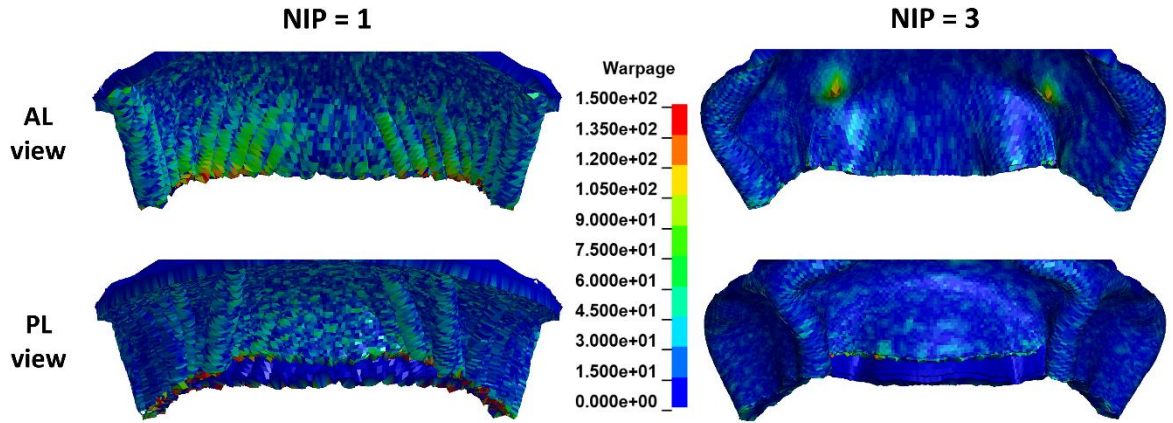 NIP = 1
NIP = 3
AL
view
Warpage
1.500e+02
1.350e+02
1.200e+02
1.050e+02
9.000e+01
7.500e+01
6.000e+01
4.500e+01
3.000e+01
1.500e+01
0.000e+00
PL
view